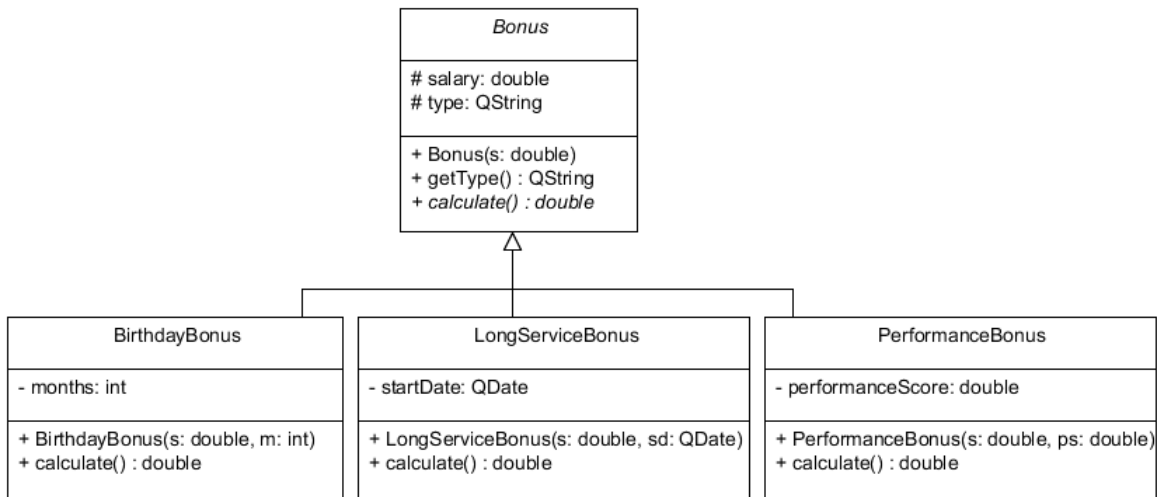 Bonus
# salary: double
# type: QString
+ Bonus(s: double)
+ getType() : QString
+ calculate() : double
BirthdayBonus
- months: int
+ BirthdayBonus(s: double, m: int)
+ calculate() : double
LongServiceBonus
- startDate: QDate
+ LongServiceBonus(s: double, sd: QDate)
+ calculate() : double
PerformanceBonus
- performanceScore: double
+ PerformanceBonus(s: double, ps: double)
+ calculate() : double